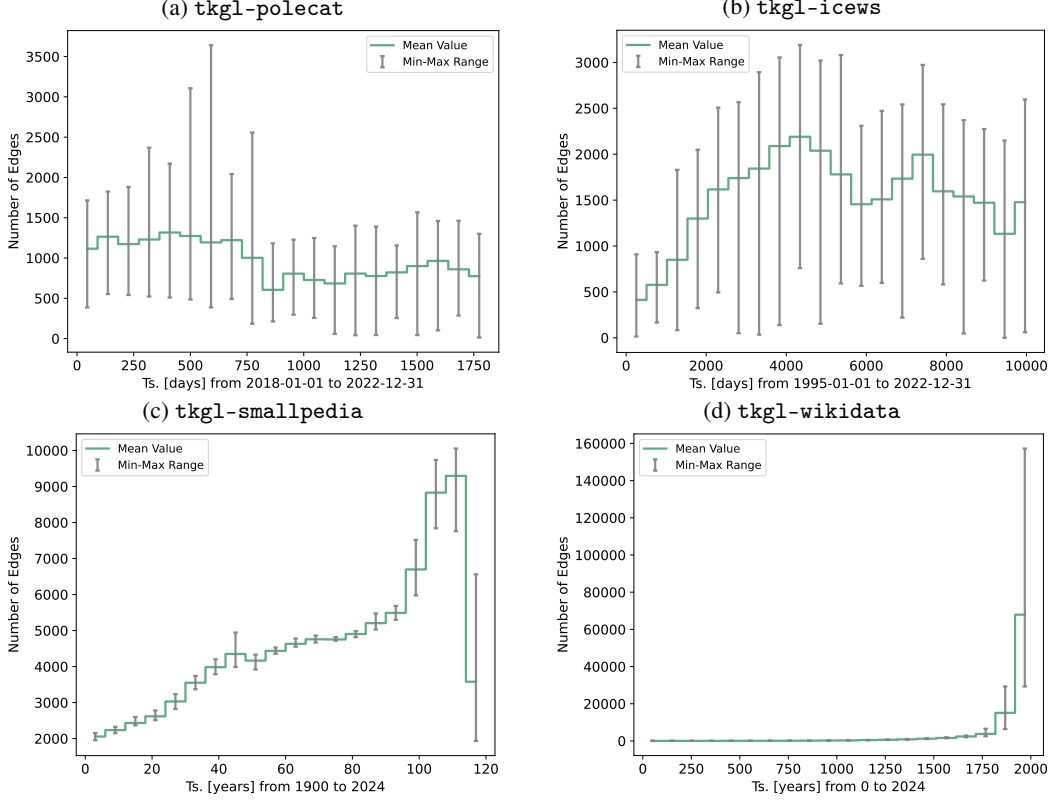 (a) tkgl-polecat
Mean Value
Min-Max Range
3500
3000
2500
2000
1500
1000
500
0
Number of Edges
0 250 500 750 1000 1250 1500 1750
Ts. [days] from 2018-01-01 to 2022-12-31
(b) tkgl-icews
Mean Value
Min-Max Range
3000
2500
2000
1500
1000
500
0
Number of Edges
0 2000 4000 6000 8000 10000
Ts. [days] from 1995-01-01 to 2022-12-31
(c) tkgl-smallpedia
Mean Value
Min-Max Range
10000
9000
8000
7000
6000
5000
4000
3000
2000
Number of Edges
0 20 40 60 80 100 120
Ts. [years] from 1900 to 2024
(d) tkgl-wikidata
Mean Value
Min-Max Range
160000
140000
120000
100000
80000
60000
40000
20000
0
Number of Edges
0 250 500 750 1000 1250 1500 1750 2000
Ts. [years] from 0 to 2024